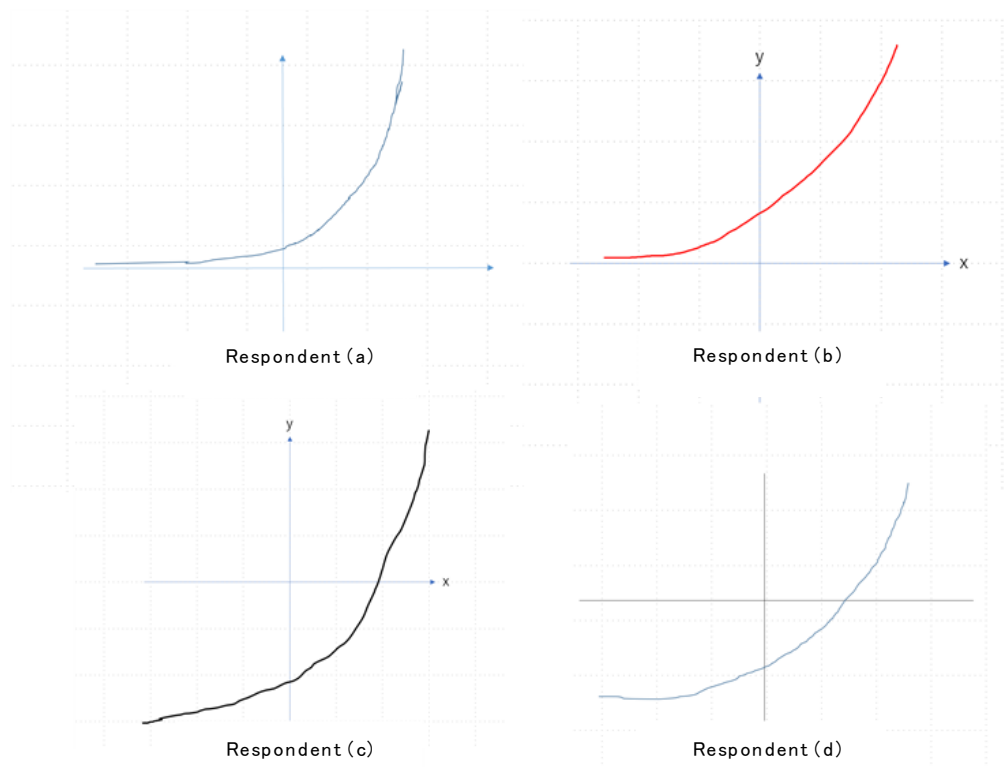 y
x
Respondent(a)
Respondent(b)
y
x
Respondent(c)
Respondent(d)